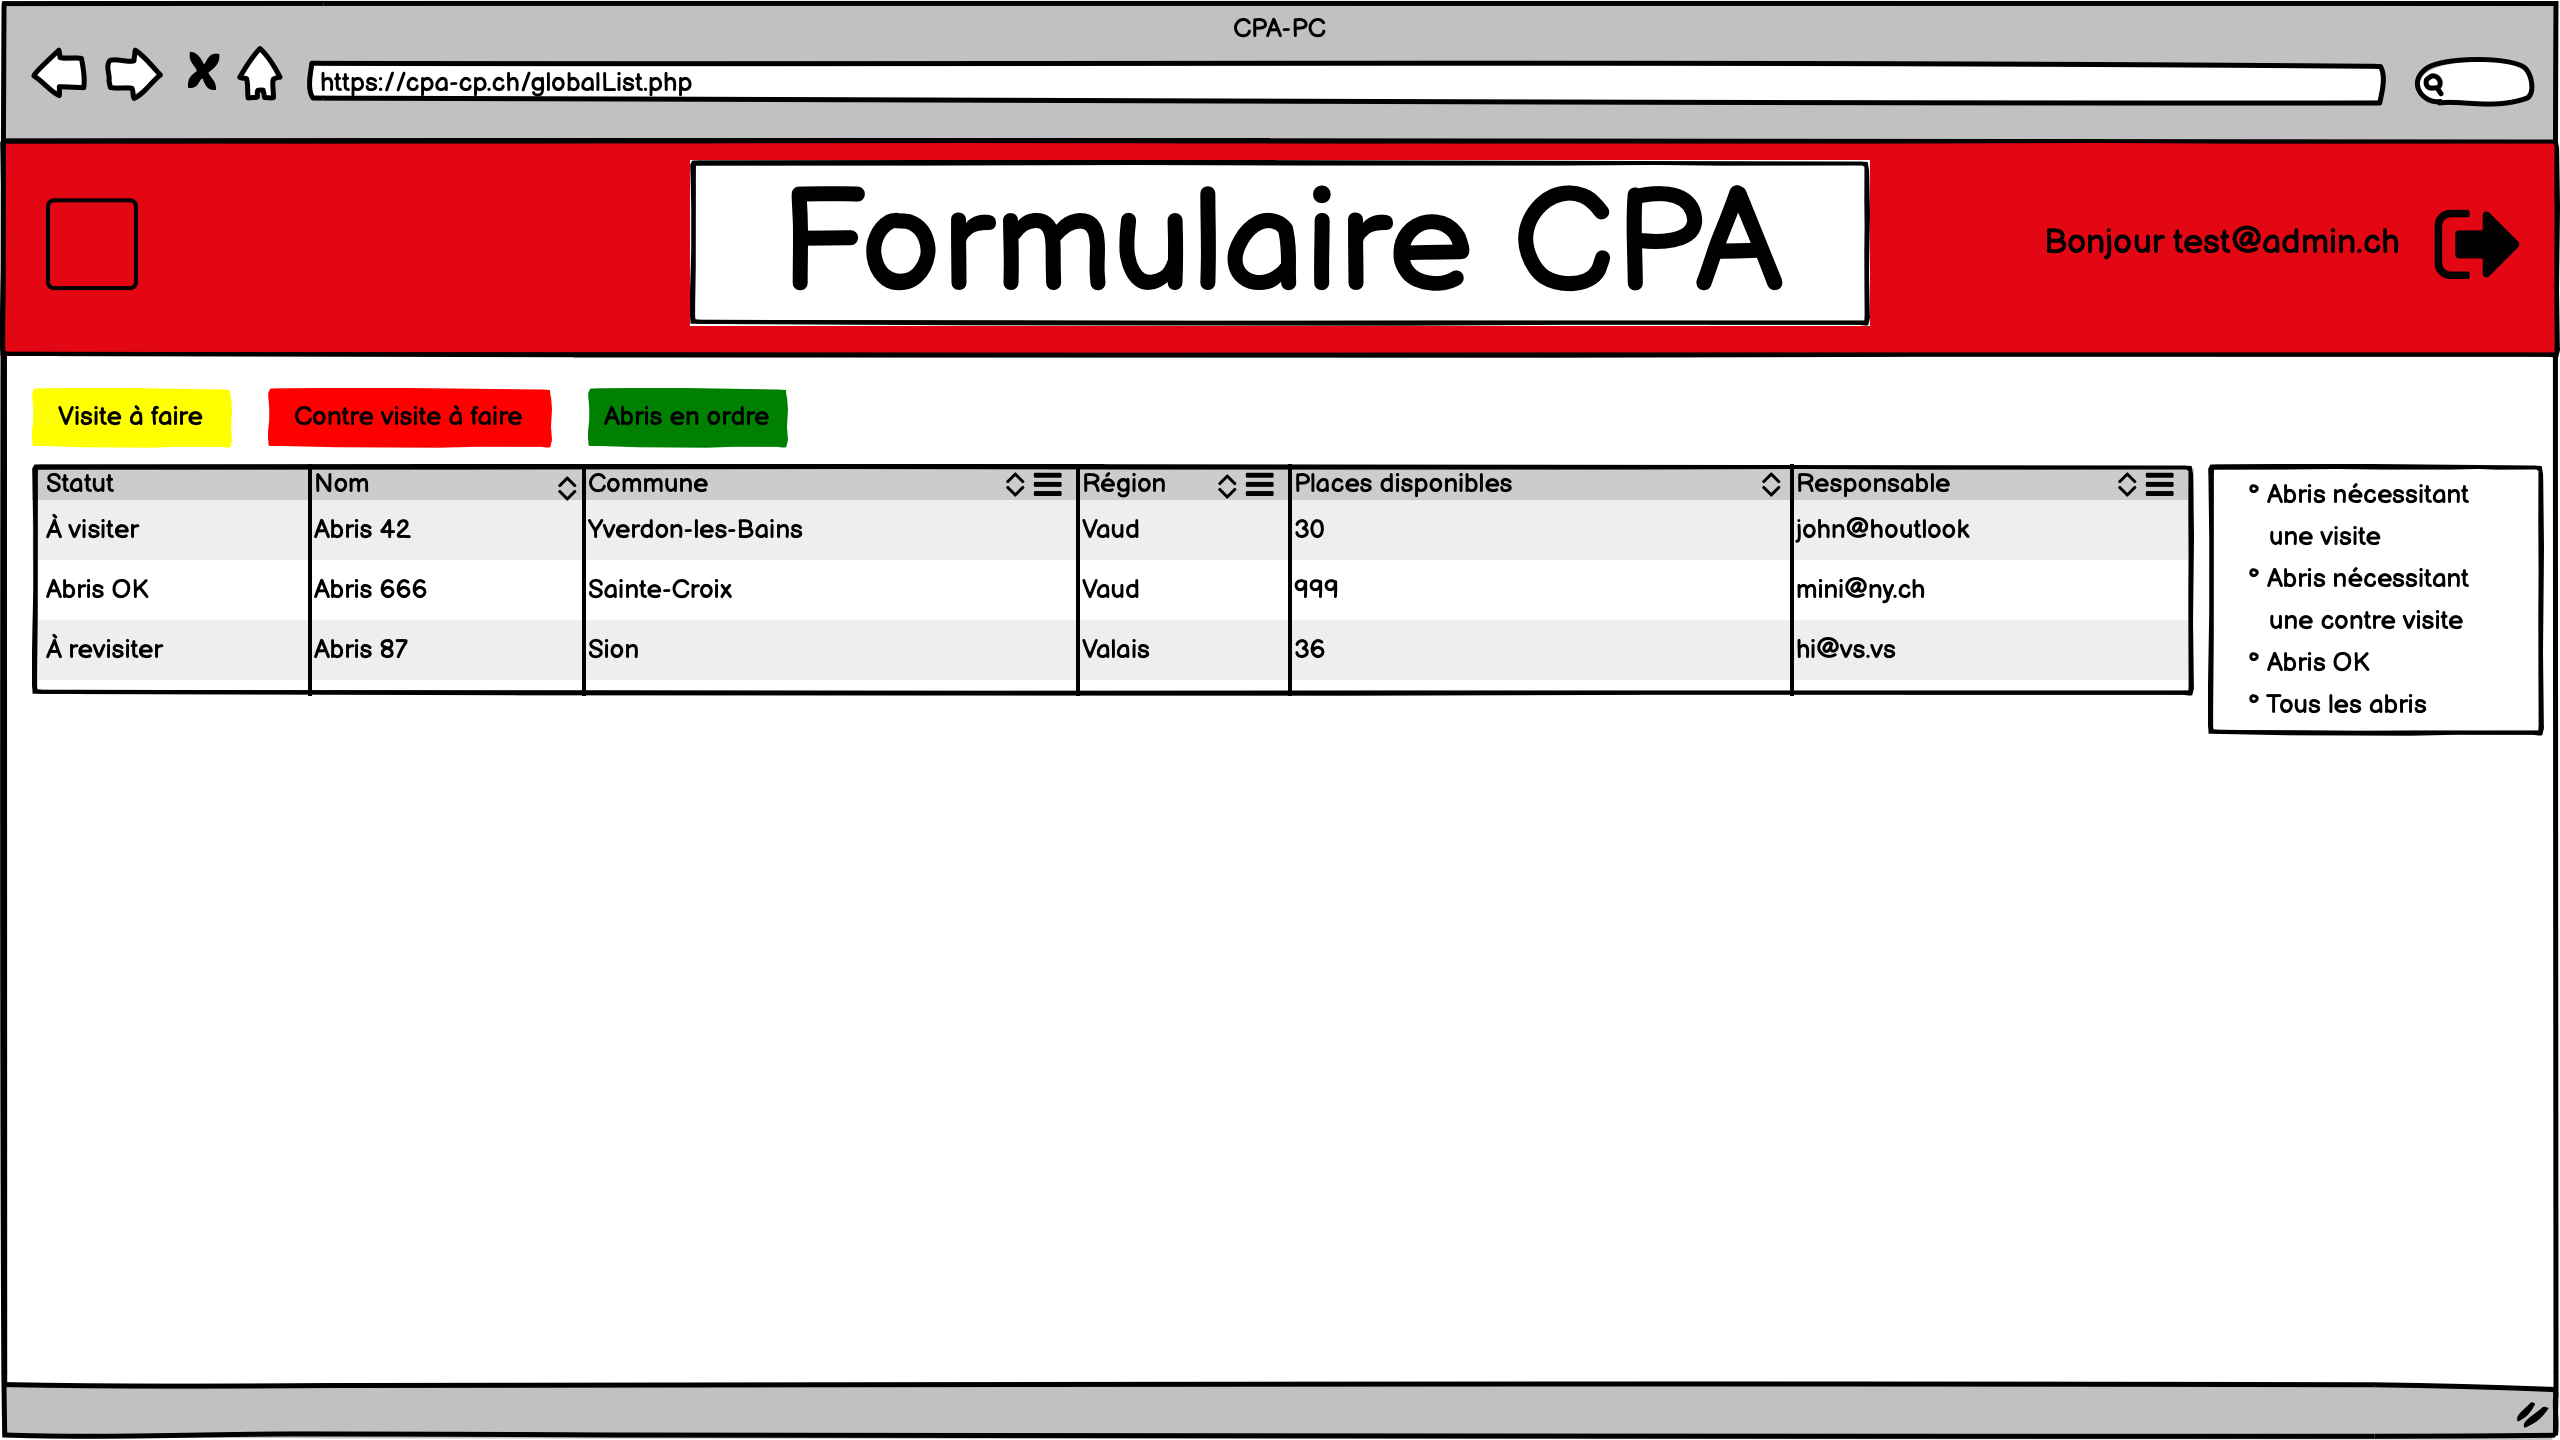 CPA-PC
https://cpa-cp.ch/globalList.php
Formulaire CPA
Bonjour test@admin.ch
Visite à faire Contre visite à faire Abris en ordre
Statut Nom Commune Région Places disponibles Responsable
À visiter Abris 42 Yverdon-les-Bains Vaud 30 john@houtlook
Abris OK Abris 666 Sainte-Croix Vaud 999 mini@ny.ch
À revisiter Abris 87 Sion Valais 36 hi@vs.vs
° Abris nécessitant
une visite
° Abris nécessitant
une contre visite
° Abris OK
° Tous les abris